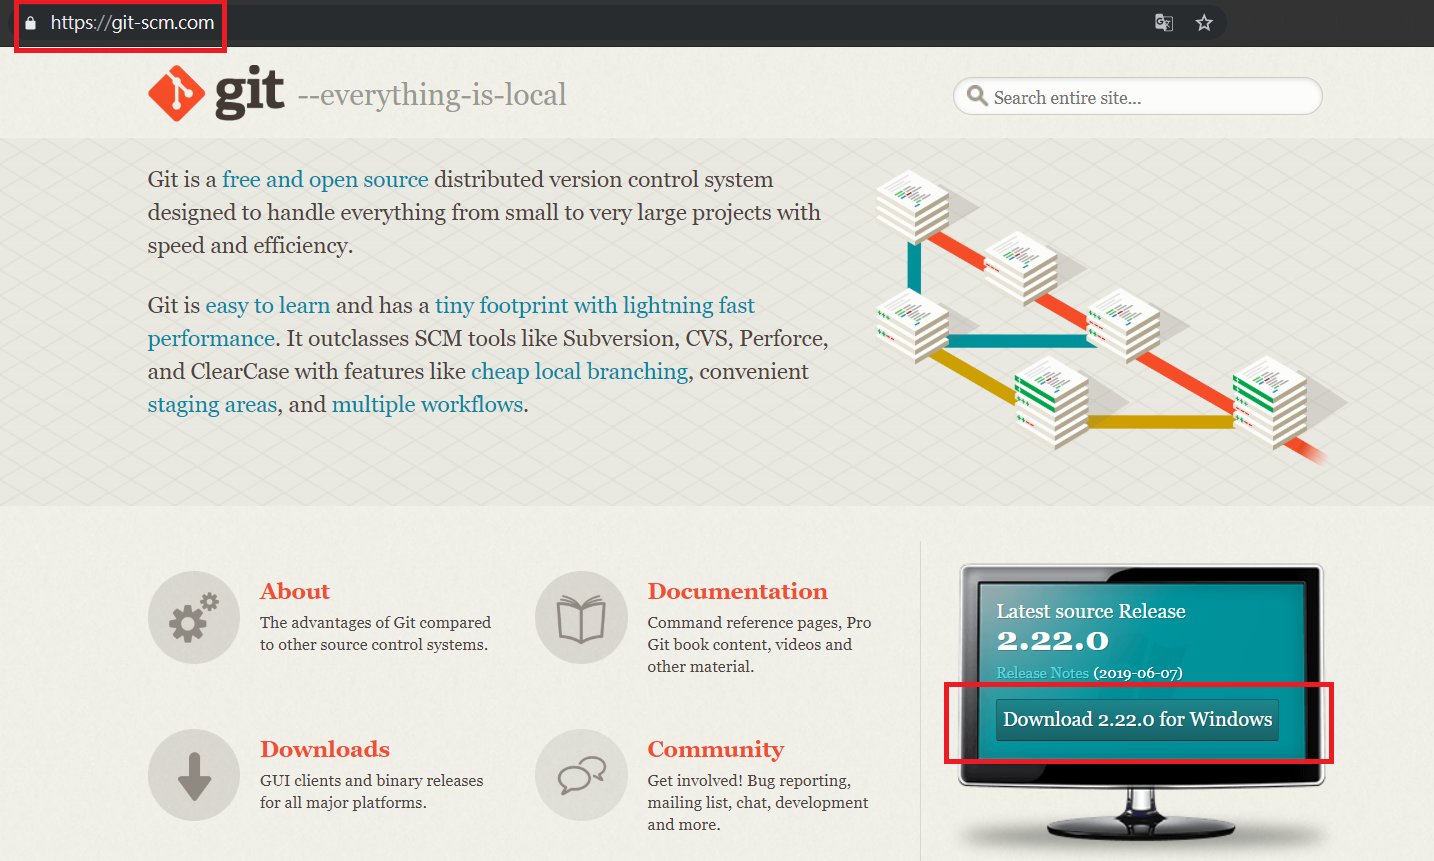 https://git-scm.com
git --everything-is-local
Search entire site...
Git is a free and open source distributed version control system
designed to handle everything from small to very large projects with
speed and efficiency.
Git is easy to learn and has a tiny footprint with lightning fast
performance. It outclasses SCM tools like Subversion, CVS, Perforce,
and ClearCase with features like cheap local branching, convenient
staging areas, and multiple workflows.
About
The advantages of Git compared
to other source control systems.
Documentation
Command reference pages, Pro
Git book content, videos and
other material.
Downloads
GUI clients and binary releases
for all major platforms.
Community
Get involved! Bug reporting,
mailing list, chat, development
and more.
Latest source Release
2.22.0
Release Notes (2019-06-07)
Download 2.22.0 for Windows